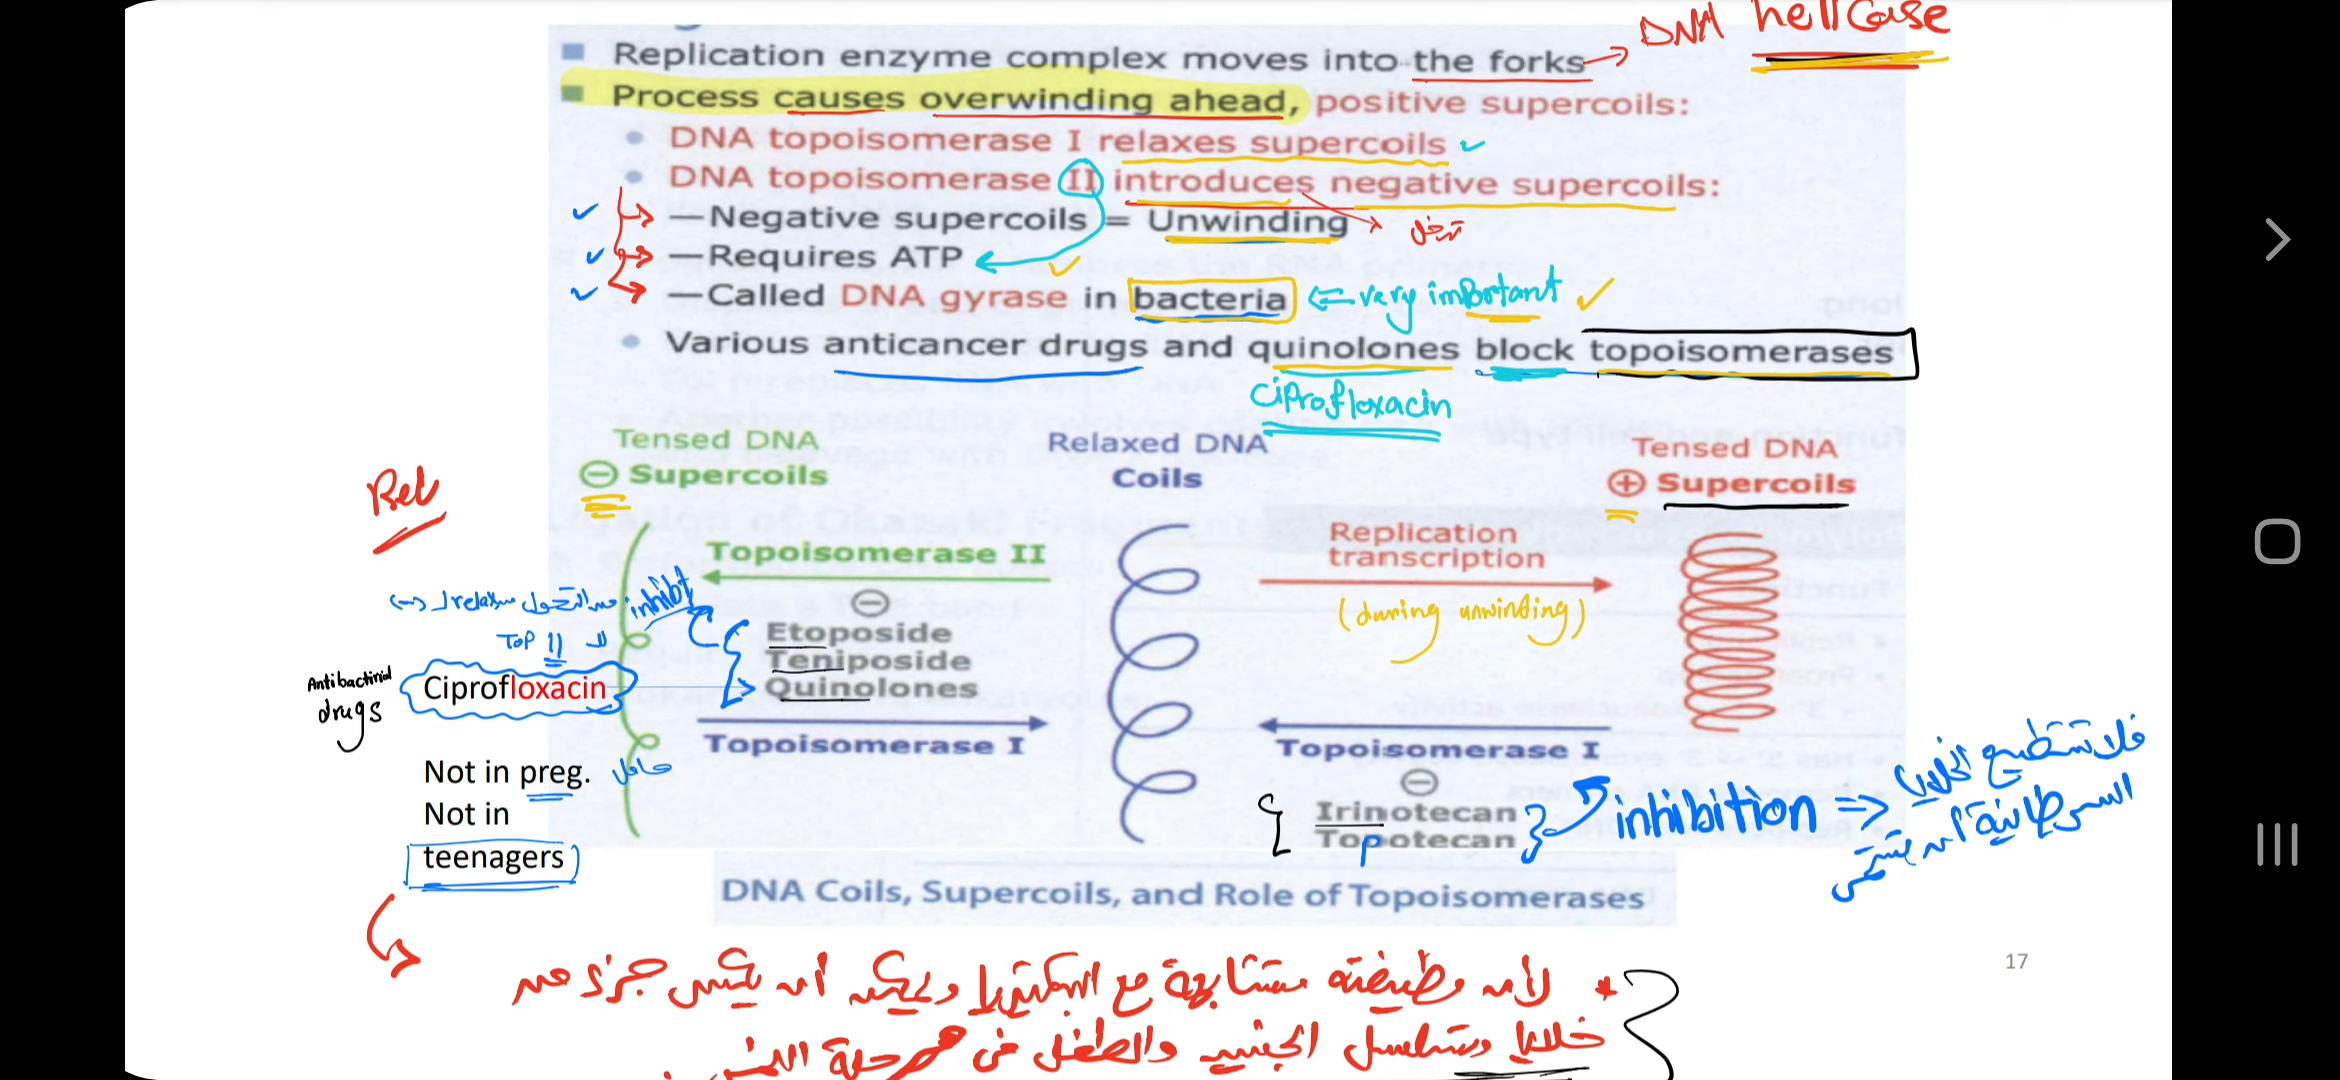 DNA helicase
Replication enzyme complex moves into the forks
Process causes overwinding ahead, positive supercoils:
DNA topoisomerase I relaxes supercoils
DNA topoisomerase II introduces negative supercoils:
—Negative supercoils = Unwinding
—Requires ATP
—Called DNA gyrase in bacteria
very important
Various anticancer drugs and quinolones block topoisomerases
Ciprofloxacin
Tensed DNA
⊖ Supercoils
Relaxed DNA
Coils
Tensed DNA
⊕ Supercoils
Topoisomerase II
⊖
Etoposide
Teniposide
Quinolones
Topoisomerase I
Replication
transcription
(during unwinding)
Topoisomerase I
⊖
Irinotecan
Topotecan
p
inhibition
inhibit
TOP II
Antibacterial
drugs
Ciprofloxacin
Not in preg.
حامل
Not in
teenagers
DNA Coils, Supercoils, and Role of Topoisomerases
17